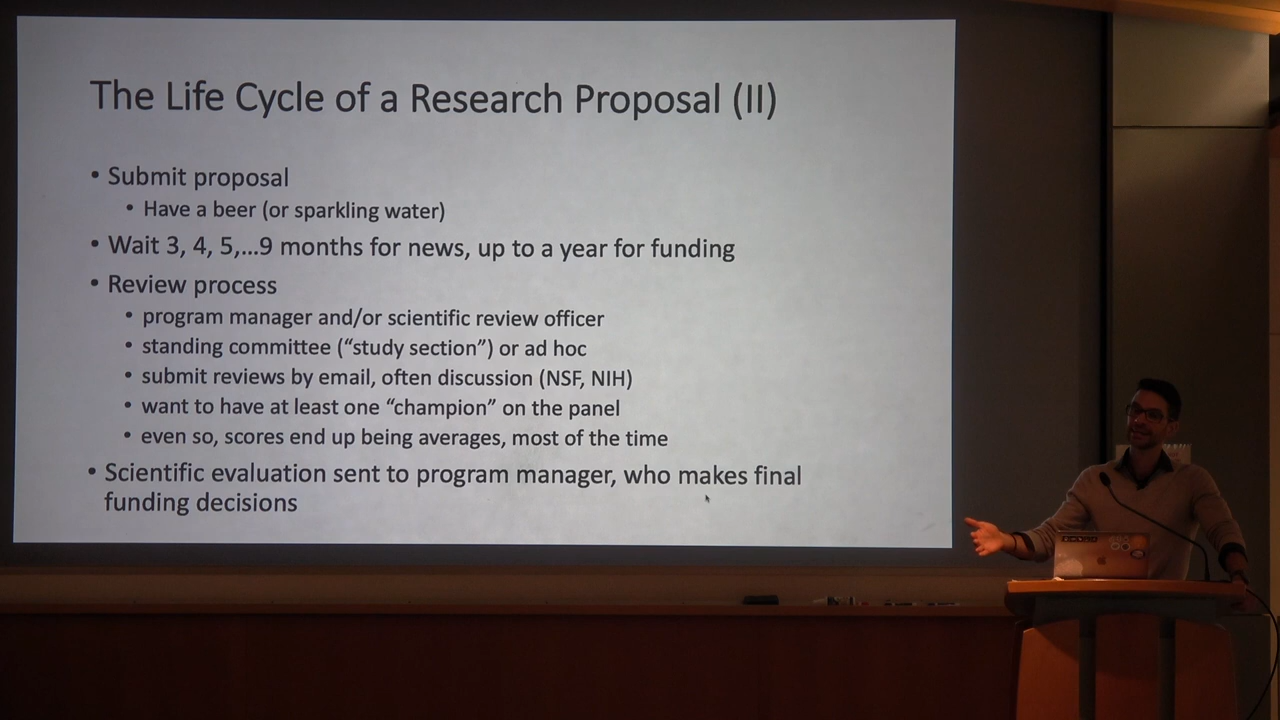 The Life Cycle of a Research Proposal (II)
• Submit proposal
• Have a beer (or sparkling water)
• Wait 3, 4, 5,...9 months for news, up to a year for funding
• Review process
• program manager and/or scientific review officer
• standing committee (“study section”) or ad hoc
• submit reviews by email, often discussion (NSF, NIH)
• want to have at least one “champion” on the panel
• even so, scores end up being averages, most of the time
• Scientific evaluation sent to program manager, who makes final
funding decisions